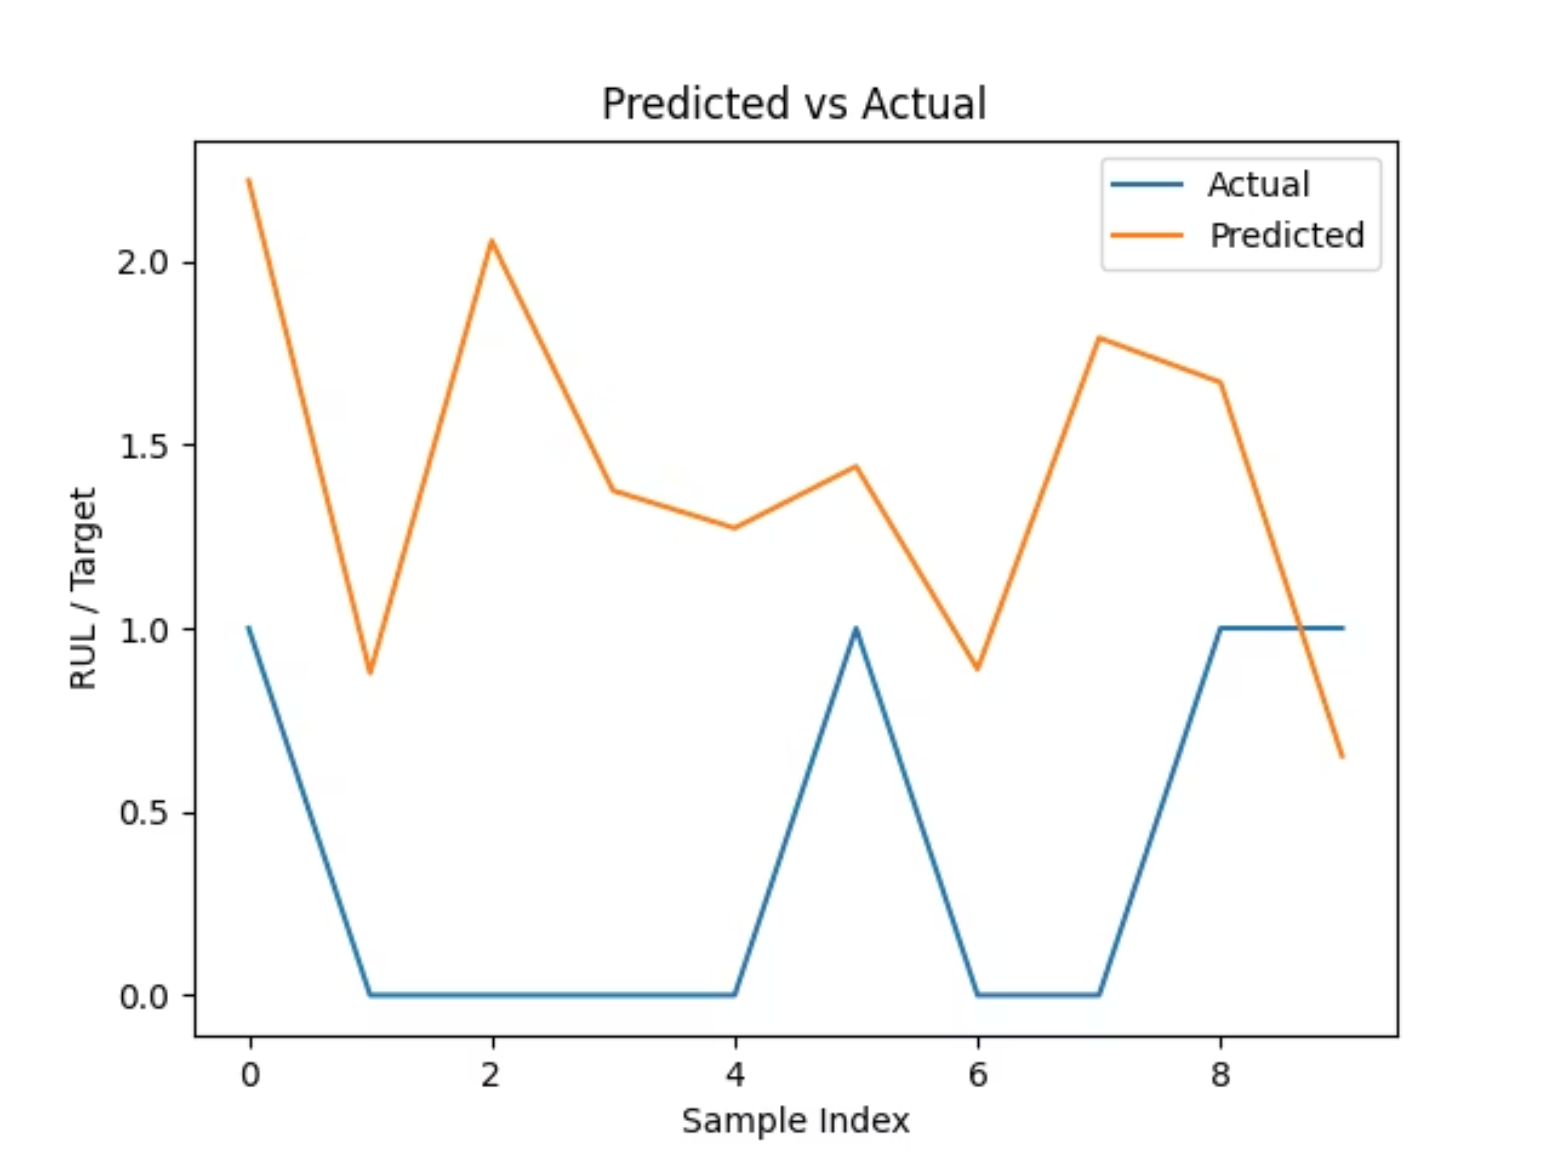 Predicted vs Actual
Actual
Predicted
2.0
1.5
1.0
0.5
0.0
RUL / Target
0 2 4 6 8
Sample Index